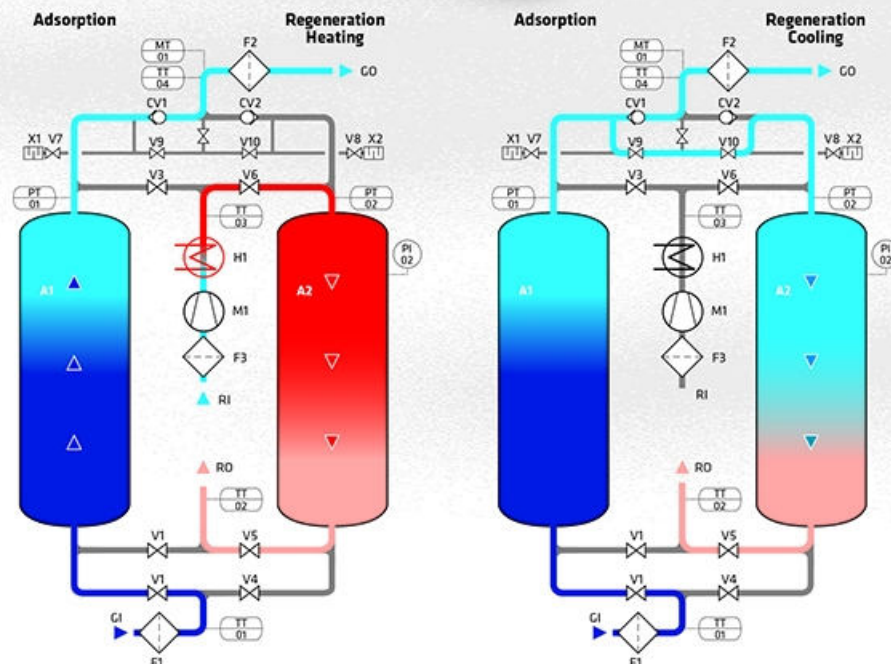 Adsorption
Regeneration
Heating
MT
01
TT
04
F2
GO
CV1
CV2
X1 V7
V9
V10
V8 X2
V3
V6
PT
01
TT
03
PT
02
H1
PI
02
A1
A2
M1
F3
RI
RO
TT
02
V1
V5
V1
V4
GI
TT
01
F1
Adsorption
Regeneration
Cooling
MT
01
TT
04
F2
GO
CV1
CV2
X1 V7
V9
V10
V8 X2
V3
V6
PT
01
TT
03
PT
02
H1
PI
02
A1
A2
M1
F3
RI
RO
TT
02
V1
V5
V1
V4
GI
TT
01
F1